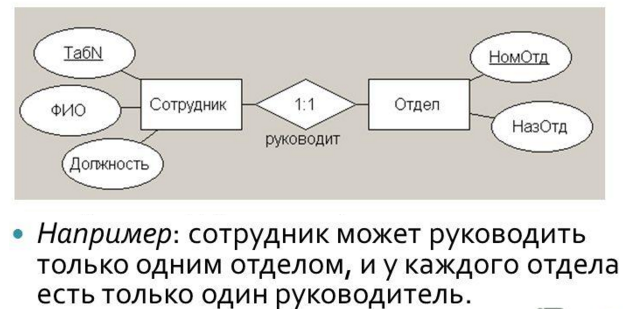 ТабN
ФИО
Должность
Сотрудник
1:1
руководит
Отдел
НомОтд
НазОтд
• Например: сотрудник может руководить
только одним отделом, и у каждого отдела
есть только один руководитель.